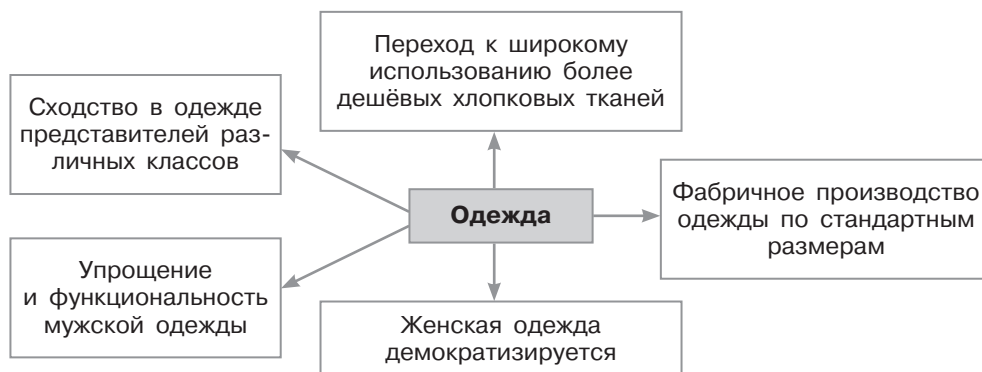 Переход к широкому
использованию более
дешёвых хлопковых тканей
Сходство в одежде
представителей раз-
личных классов
Одежда
Фабричное производство
одежды по стандартным
размерам
Упрощение
и функциональность
мужской одежды
Женская одежда
демократизируется